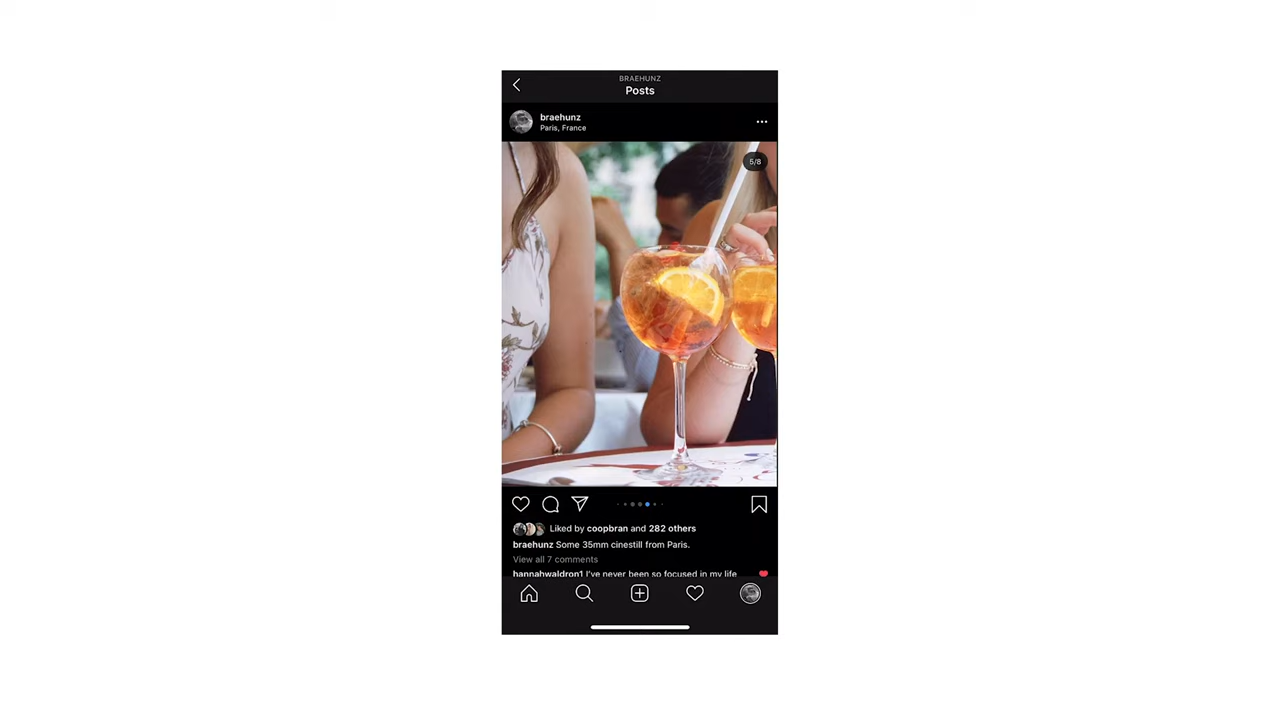 BRAEHUNZ
Posts
braehunz
Paris, France
5/8
Liked by coopbran and 282 others
braehunz Some 35mm cinestill from Paris.
View all 7 comments
hannahwaldron1 I've never been so focused in my life